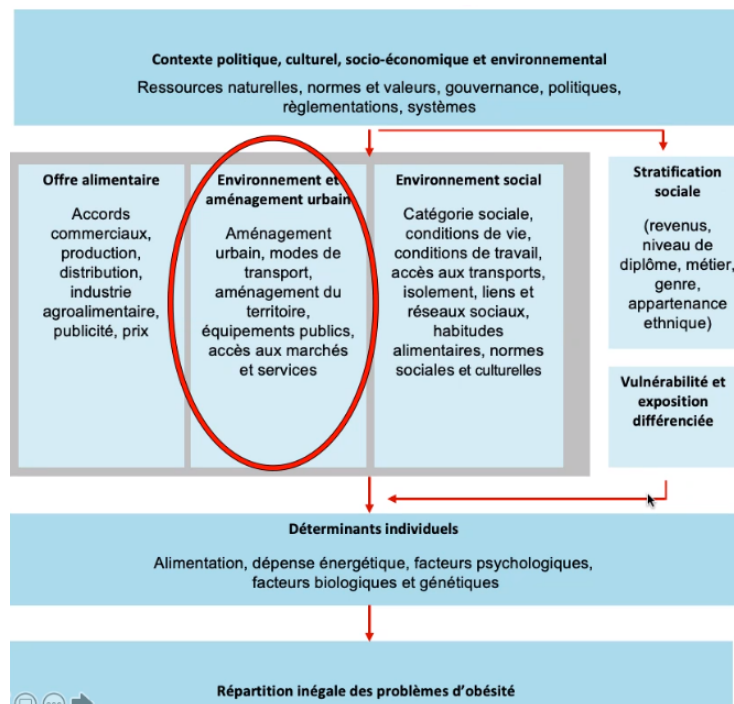 Contexte politique, culturel, socio-économique et environnemental
Ressources naturelles, normes et valeurs, gouvernance, politiques,
règlementations, systèmes
Offre alimentaire
Accords
commerciaux,
production,
distribution,
industrie
agroalimentaire,
publicité, prix
Environnement et
aménagement urbain
Aménagement
urbain, modes de
transport,
aménagement du
territoire,
équipements publics,
accès aux marchés
et services
Environnement social
Catégorie sociale,
conditions de vie,
conditions de travail,
accès aux transports,
isolement, liens et
réseaux sociaux,
habitudes
alimentaires, normes
sociales et culturelles
Stratification
sociale
(revenus,
niveau de
diplôme, métier,
genre,
appartenance
ethnique)
Vulnérabilité et
exposition
différenciée
Déterminants individuels
Alimentation, dépense énergétique, facteurs psychologiques,
facteurs biologiques et génétiques
Répartition inégale des problèmes d'obésité